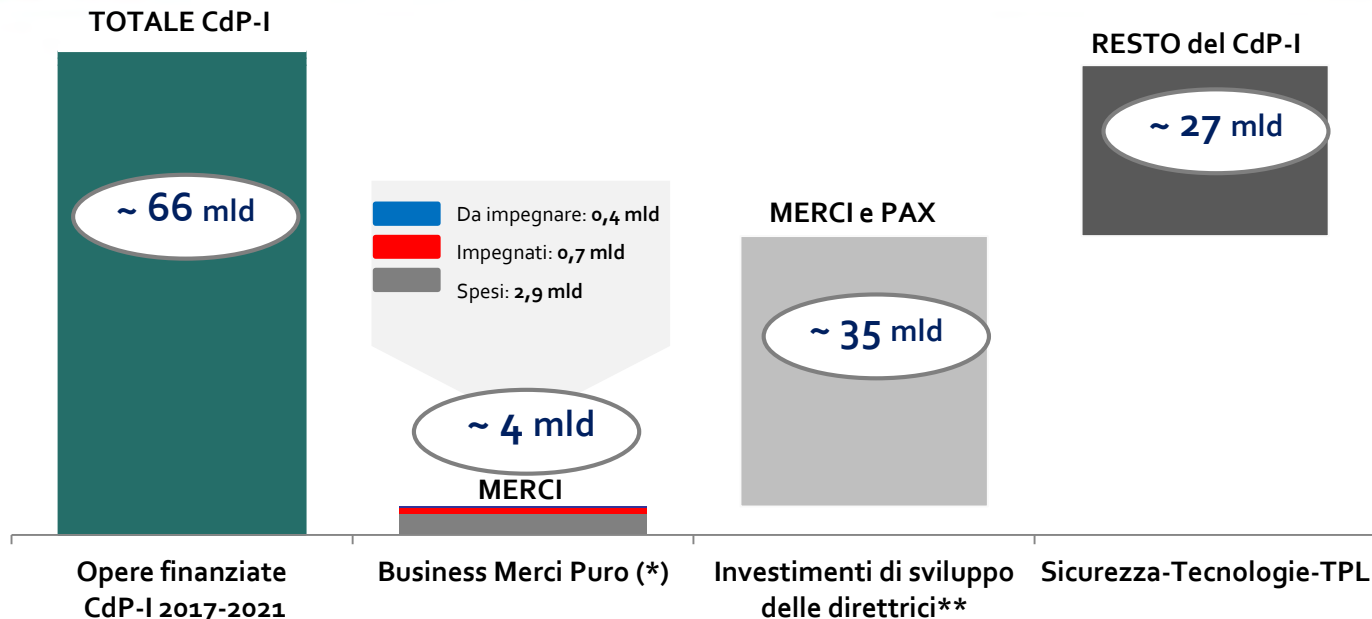 TOTALE CdP-I
~ 66 mld
Da impegnare: 0,4 mld
Impegnati: 0,7 mld
Spesi: 2,9 mld
~ 4 mld
MERCI
MERCI e PAX
~ 35 mld
RESTO del CdP-I
~ 27 mld
Opere finanziate
CdP-I 2017-2021
Business Merci Puro (*)
Investimenti di sviluppo
delle direttrici**
Sicurezza-Tecnologie-TPL